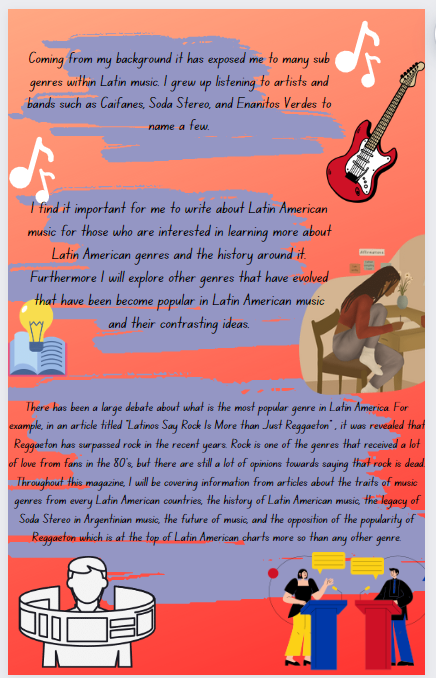 Coming from my background it has exposed me to many sub
genres within Latin music. I grew up listening to artists and
bands such as Caifanes, Soda Stereo, and Enanitos Verdes to
name a few.
I find it important for me to write about Latin American
music for those who are interested in learning more about
Latin American genres and the history around it.
Furthermore I will explore other genres that have evolved
that have been become popular in Latin American music
and their contrasting ideas.
There has been a large debate about what is the most popular genre in Latin America. For
example, in an article titled "Latinos Say Rock Is More than Just Reggaeton" , it was revealed that
Reggaeton has surpassed rock in the recent years. Rock is one of the genres that received a lot
of love from fans in the 80's, but there are still a lot of opinions towards saying that rock is dead.
Throughout this magazine, I will be covering information from articles about the traits of music
genres from every Latin American countries, the history of Latin American music, the legacy of
Soda Stereo in Argentinian music, the future of music, and the opposition of the popularity of
Reggaeton which is at the top of Latin American charts more so than any other genre.